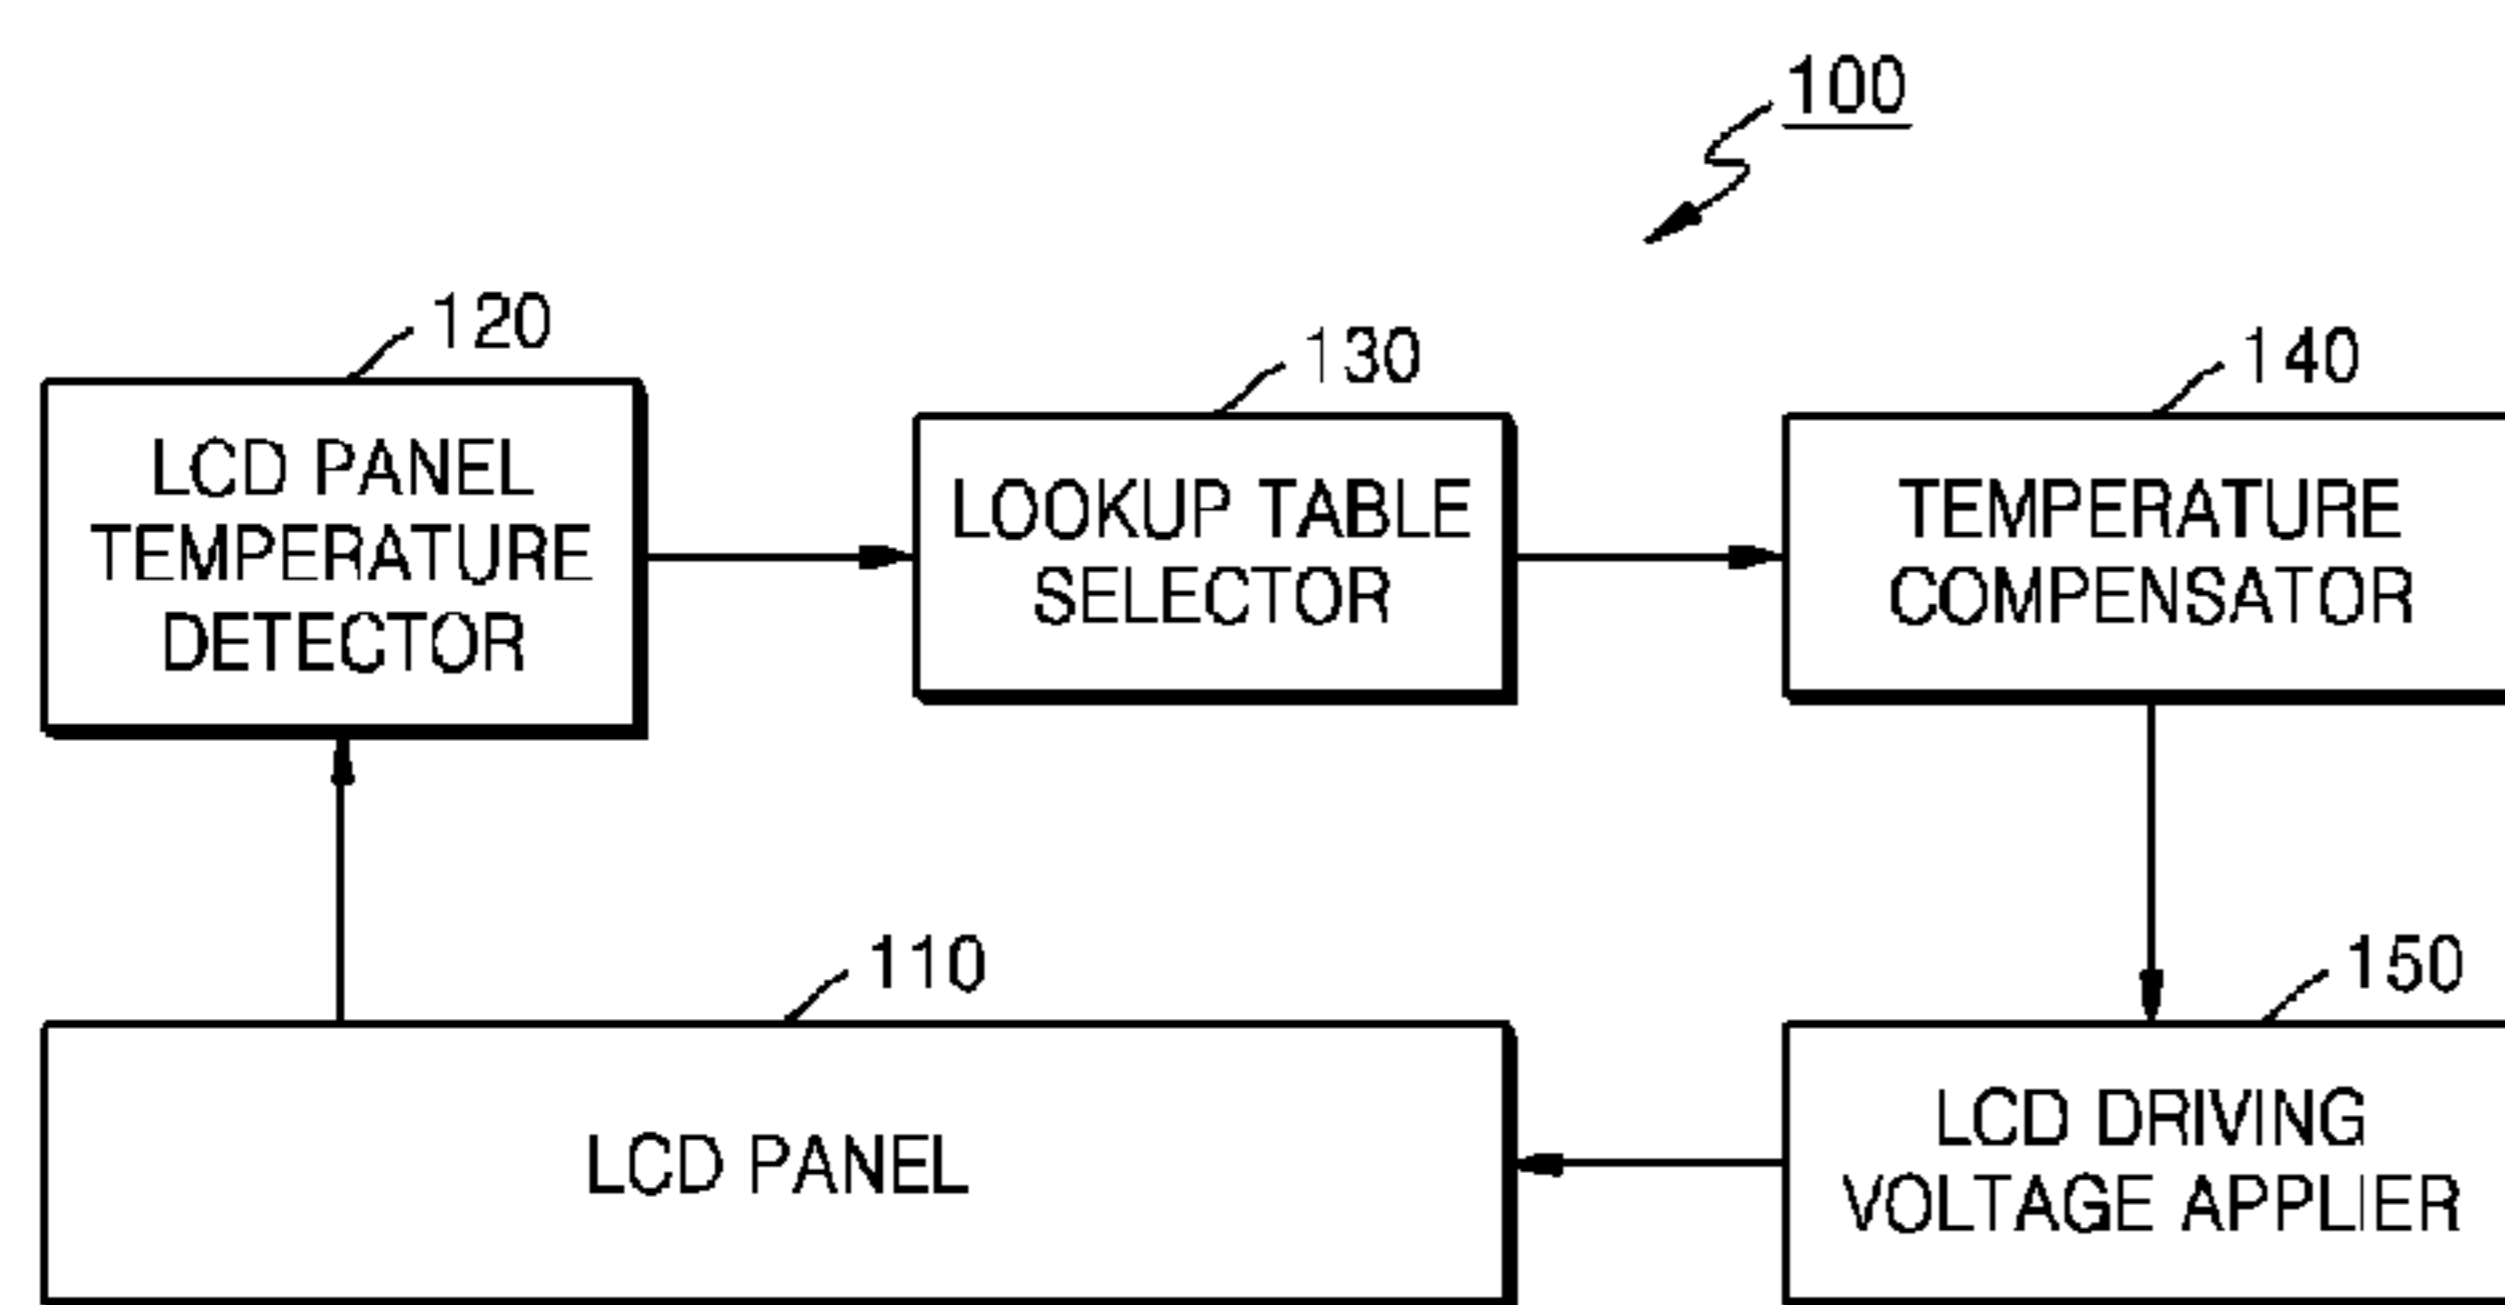 100
120
130
140
LCD PANEL
TEMPERATURE
DETECTOR
LOOKUP TABLE
SELECTOR
TEMPERATURE
COMPENSATOR
110
150
LCD PANEL
LCD DRIVING
VOLTAGE APPLIER